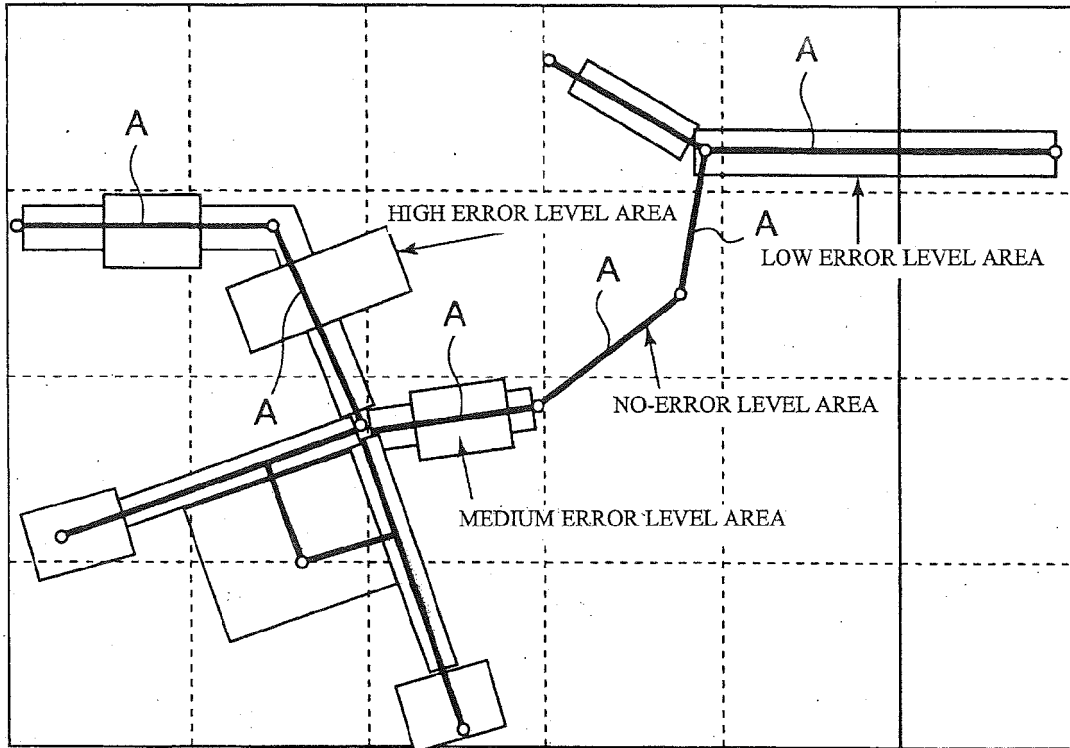 A
A
A
HIGH ERROR LEVEL AREA
A
LOW ERROR LEVEL AREA
A
A
A
NO-ERROR LEVEL AREA
MEDIUM ERROR LEVEL AREA